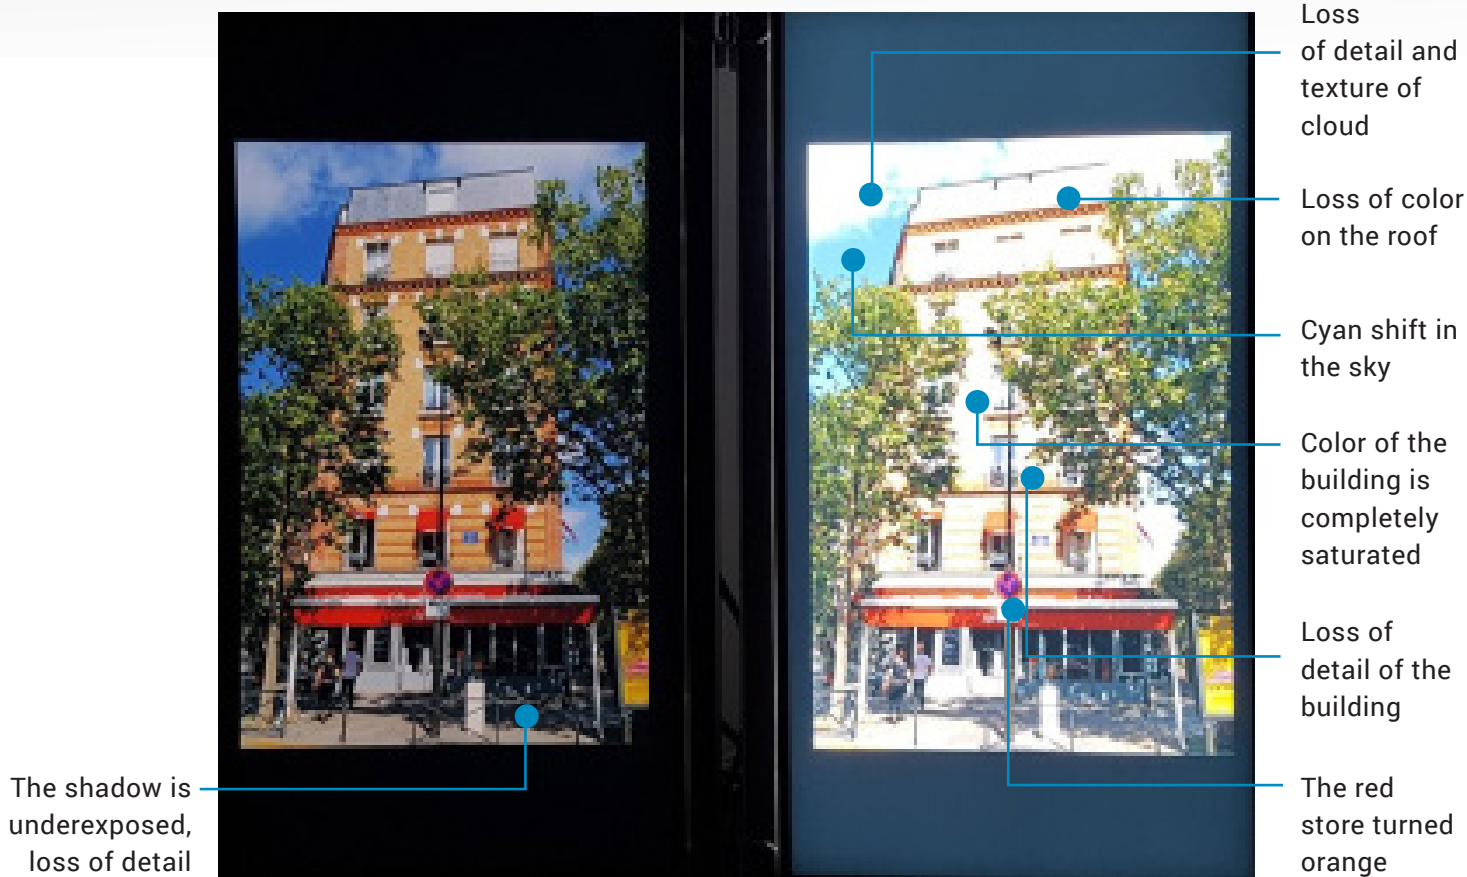 Loss
of detail and
texture of
cloud
Loss of color
on the roof
Cyan shift in
the sky
Color of the
building is
completely
saturated
Loss of
detail of the
building
The red
store turned
orange
The shadow is
underexposed,
loss of detail